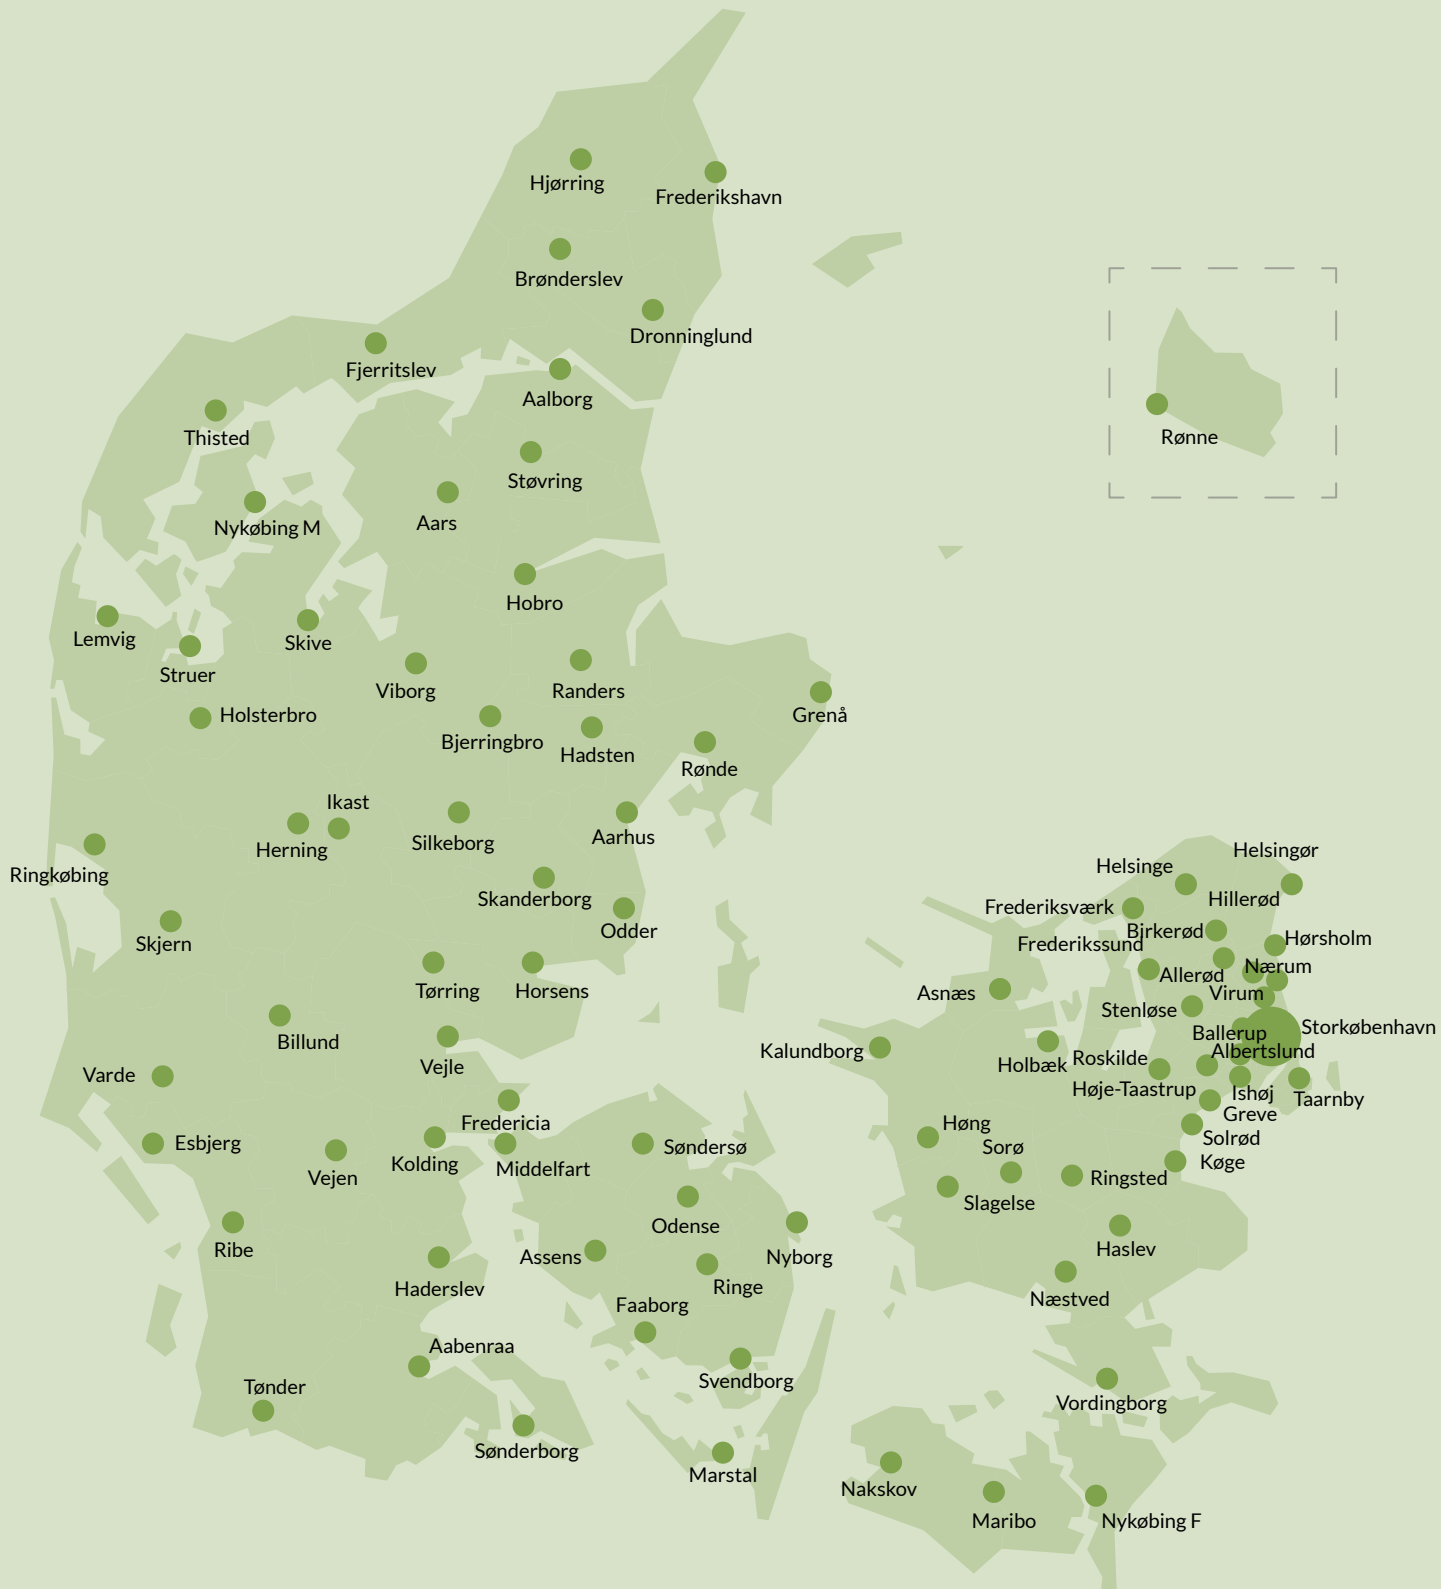 Hjørring
Frederikshavn
Brønderslev
Dronninglund
Fjerritslev
Aalborg
Thisted
Rønne
Støvring
Aars
Nykøbing M
Hobro
Lemvig
Skive
Struer
Viborg
Randers
Holsterbro
Grenå
Bjerringbro
Hadsten
Rønde
Ikast
Herning
Silkeborg
Aarhus
Ringkøbing
Helsingør
Helsinge
Skanderborg
Hillerød
Frederiksværk
Odder
Birkerød
Skjern
Frederikssund
Hørsholm
Nærum
Allerød
Tørring
Horsens
Asnæs
Virum
Stenløse
Storkøbenhavn
Ballerup
Billund
Kalundborg
Albertslund
Roskilde
Holbæk
Vejle
Varde
Høje-Taastrup
Ishøj
Taarnby
Greve
Fredericia
Høng
Solrød
Esbjerg
Søndersø
Sorø
Kolding
Køge
Middelfart
Vejen
Ringsted
Slagelse
Odense
Ribe
Haslev
Assens
Nyborg
Ringe
Haderslev
Næstved
Faaborg
Aabenraa
Svendborg
Tønder
Vordingborg
Sønderborg
Marstal
Nakskov
Maribo
Nykøbing F